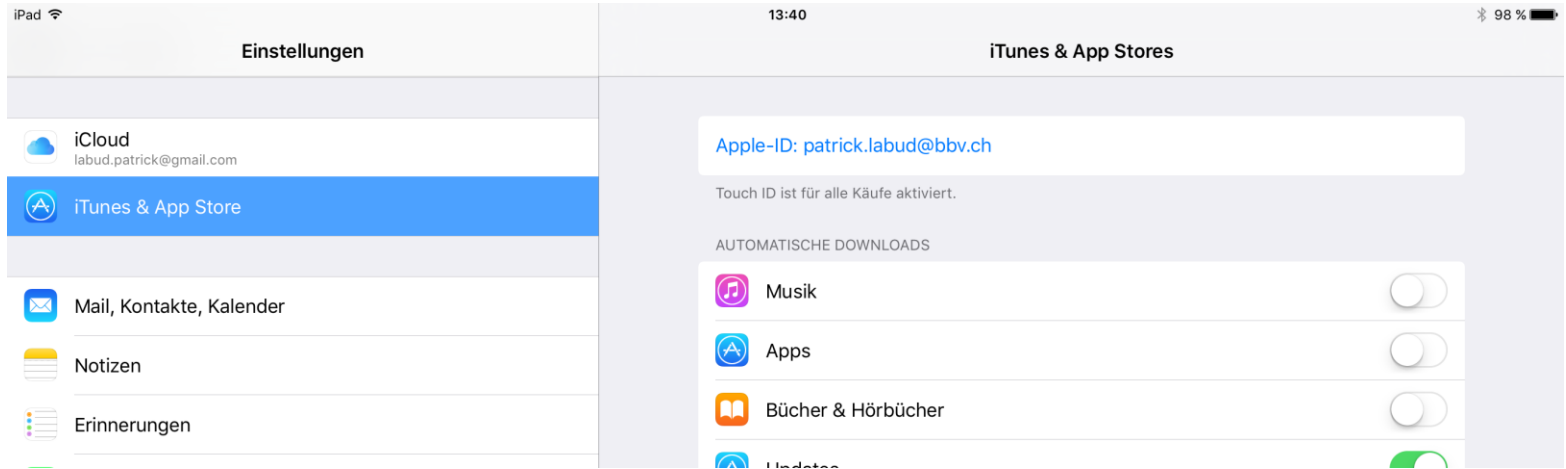 iPad
13:40
98 %
Einstellungen
iTunes & App Stores
iCloud
labud.patrick@gmail.com
iTunes & App Store
Mail, Kontakte, Kalender
Notizen
Erinnerungen
Apple-ID: patrick.labud@bbv.ch
Touch ID ist für alle Käufe aktiviert.
AUTOMATISCHE DOWNLOADS
Musik
Apps
Bücher & Hörbücher
Updates